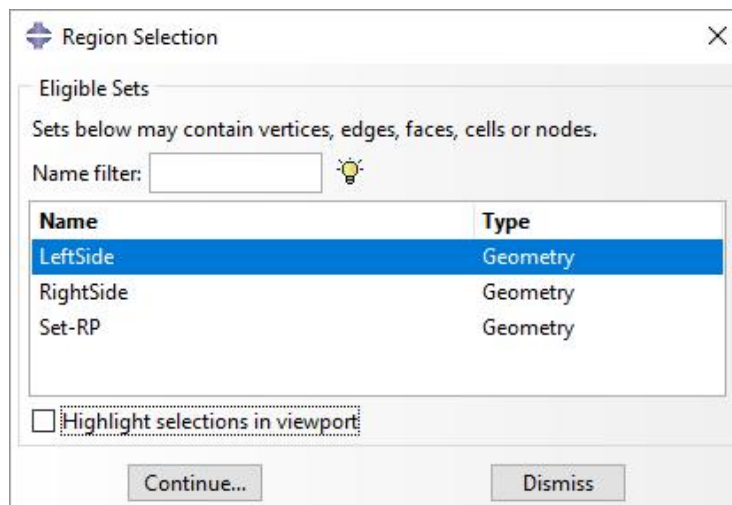 Region Selection
Eligible Sets
Sets below may contain vertices, edges, faces, cells or nodes.
Name filter:
Name Type
LeftSide Geometry
RightSide Geometry
Set-RP Geometry
Highlight selections in viewport
Continue... Dismiss